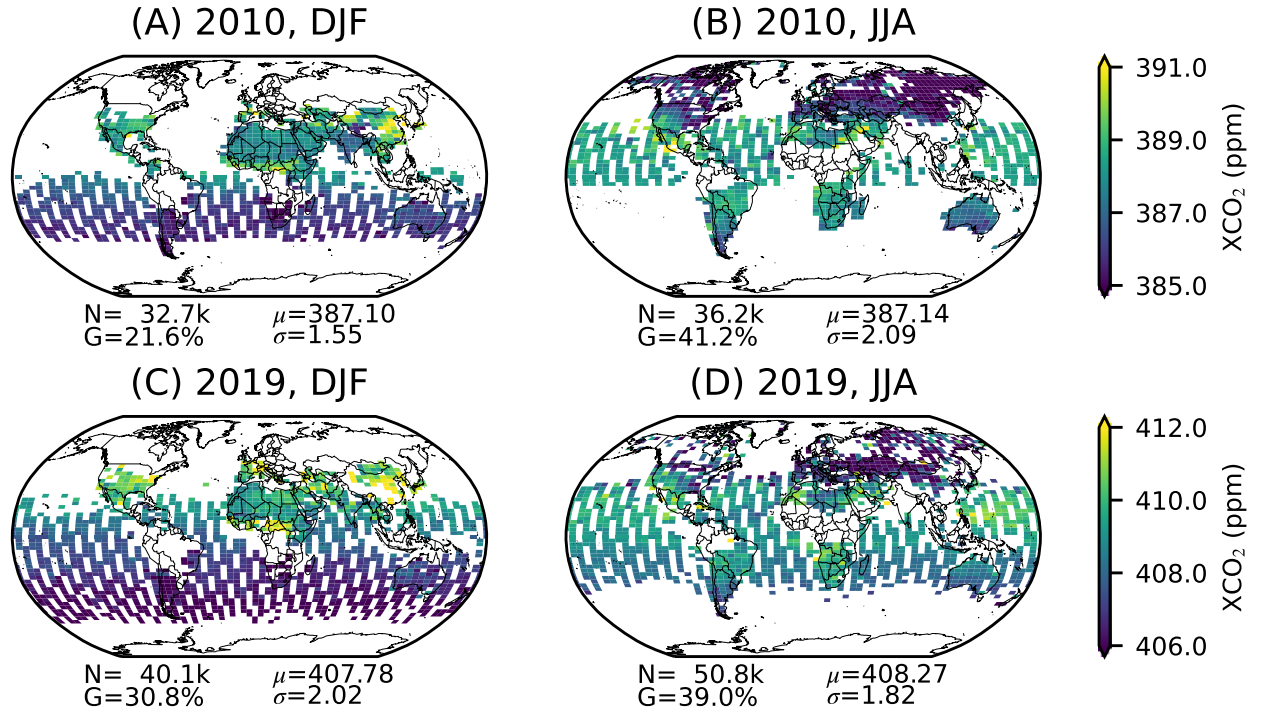 (A) 2010, DJF
N= 32.7k μ=387.10
G=21.6% σ=1.55
(B) 2010, JJA
N= 36.2k μ=387.14
G=41.2% σ=2.09
391.0
389.0
387.0
385.0
XCO₂ (ppm)
(C) 2019, DJF
N= 40.1k μ=407.78
G=30.8% σ=2.02
(D) 2019, JJA
N= 50.8k μ=408.27
G=39.0% σ=1.82
412.0
410.0
408.0
406.0
XCO₂ (ppm)